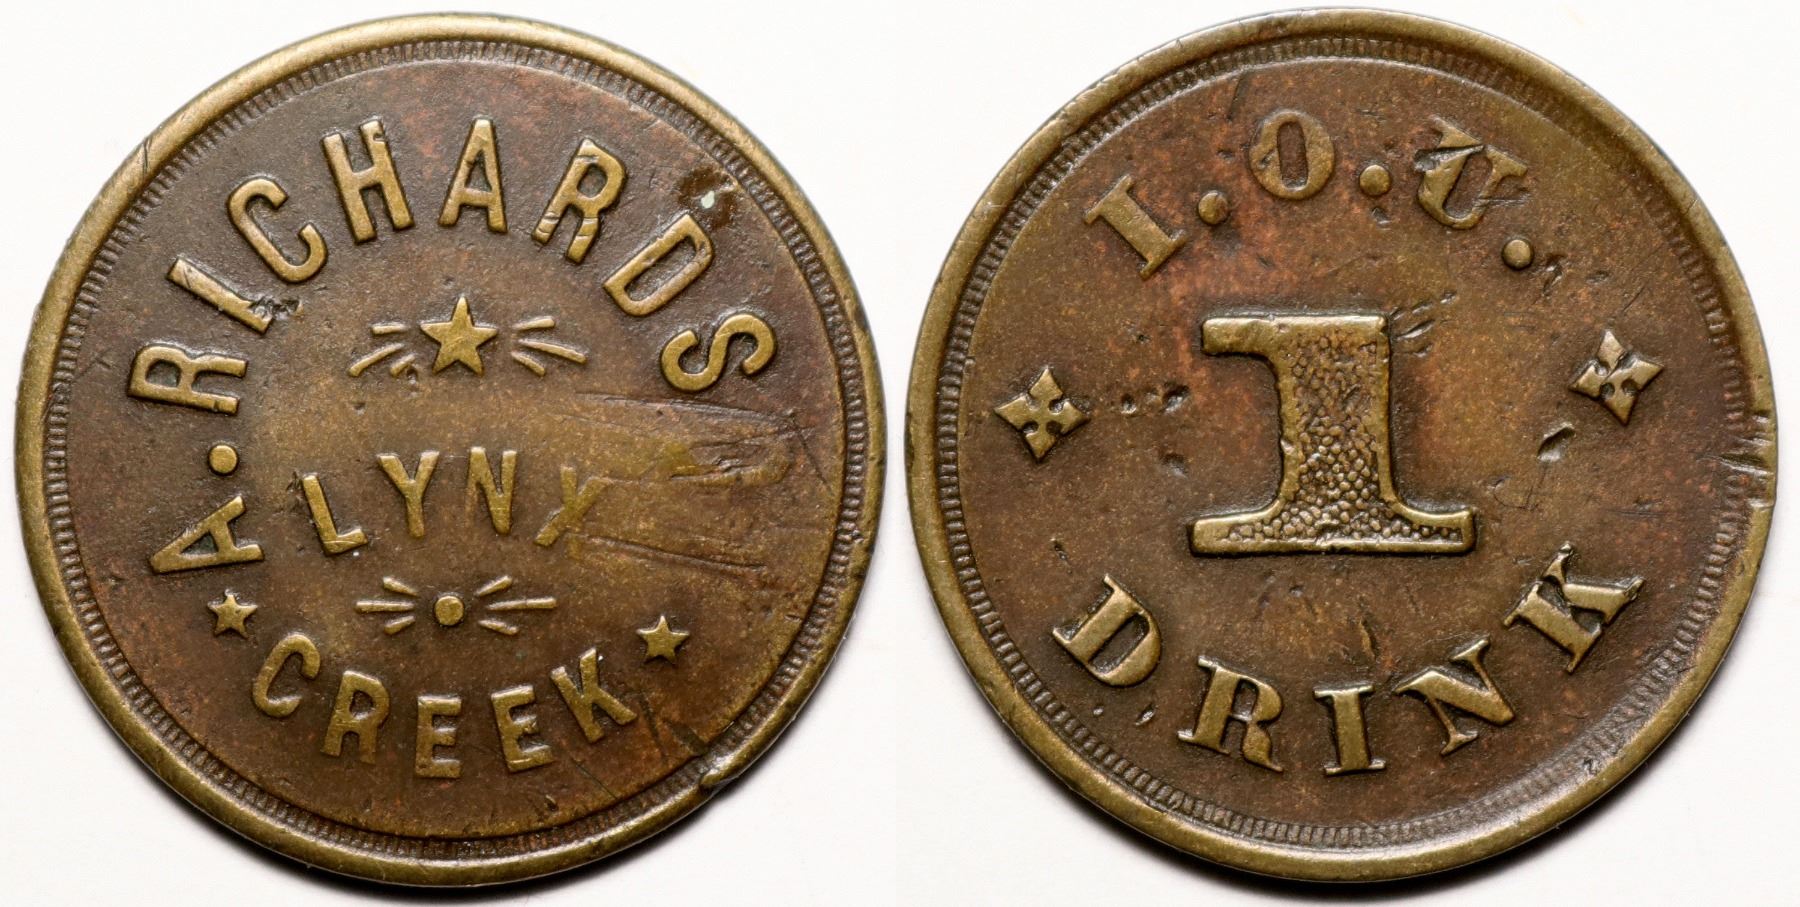 A. RICHARDS
LYNX
CREEK
I.O.U.
1
DRINK